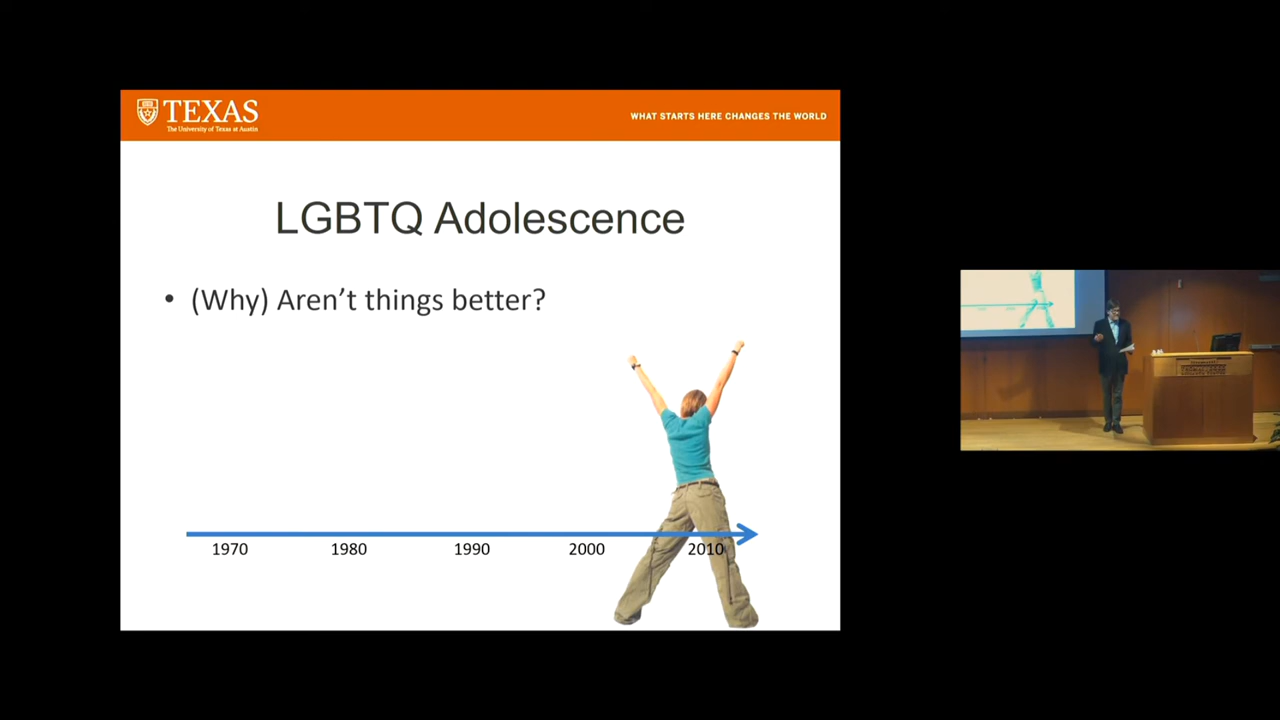 TEXAS
The University of Texas at Austin
WHAT STARTS HERE CHANGES THE WORLD
LGBTQ Adolescence
• (Why) Aren't things better?
1970 1980 1990 2000 2010